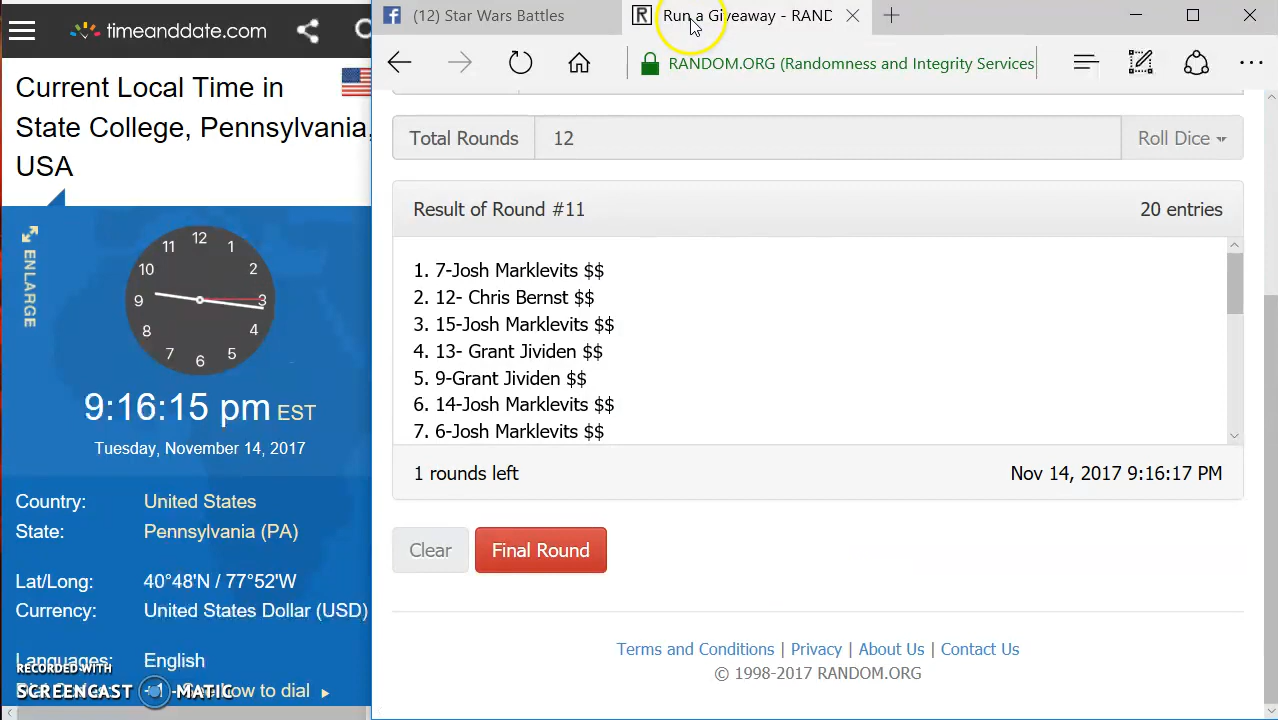 timeanddate.com
Current Local Time in
State College, Pennsylvania,
USA
ENLARGE
12
1
2
3
4
5
6
7
8
9
10
11
9:16:15 pm EST
Tuesday, November 14, 2017
Country: United States
State: Pennsylvania (PA)
Lat/Long: 40°48'N / 77°52'W
Currency: United States Dollar (USD)
Languages: English
how to dial
RECORDED WITH
SCREENCAST MATIC
(12) Star Wars Battles
R Run a Giveaway - RAND
RANDOM.ORG (Randomness and Integrity Services
Total Rounds 12 Roll Dice
Result of Round #11 20 entries
1. 7-Josh Marklevits $$
2. 12- Chris Bernst $$
3. 15-Josh Marklevits $$
4. 13- Grant Jividen $$
5. 9-Grant Jividen $$
6. 14-Josh Marklevits $$
7. 6-Josh Marklevits $$
1 rounds left Nov 14, 2017 9:16:17 PM
Clear Final Round
Terms and Conditions | Privacy | About Us | Contact Us
© 1998-2017 RANDOM.ORG